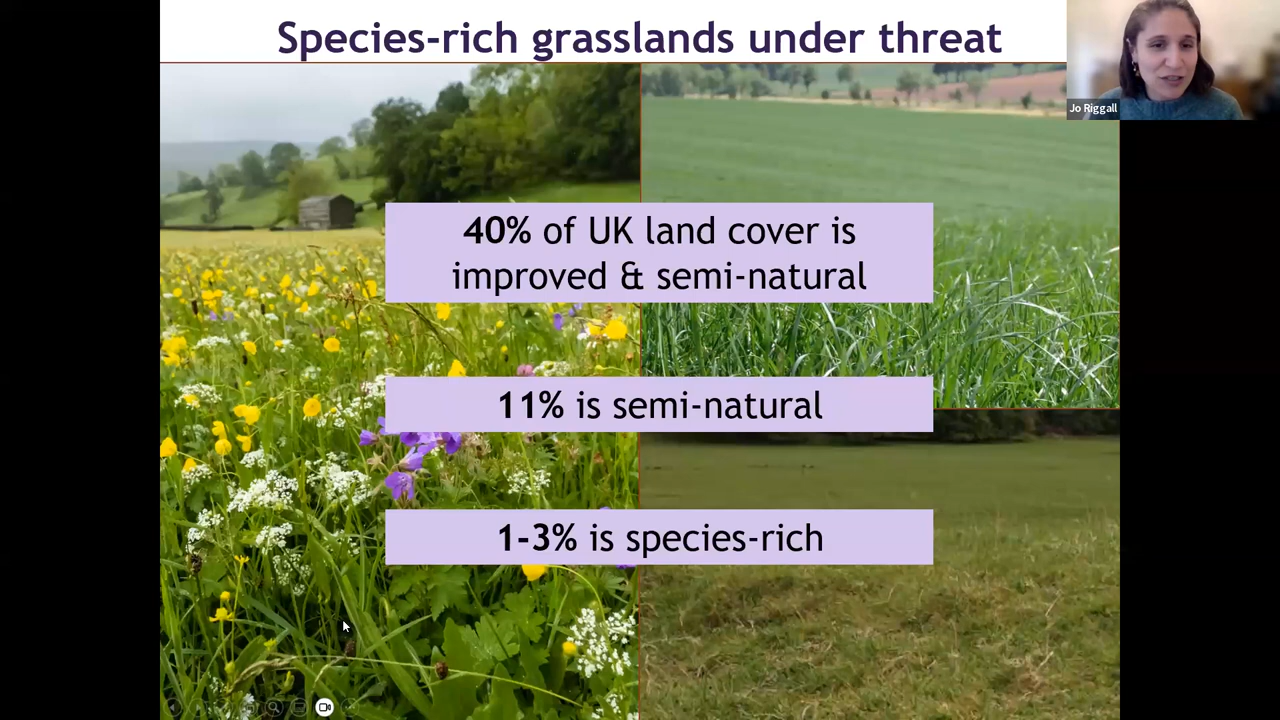 Species-rich grasslands under threat
Jo Riggall
40% of UK land cover is
improved & semi-natural
11% is semi-natural
1-3% is species-rich